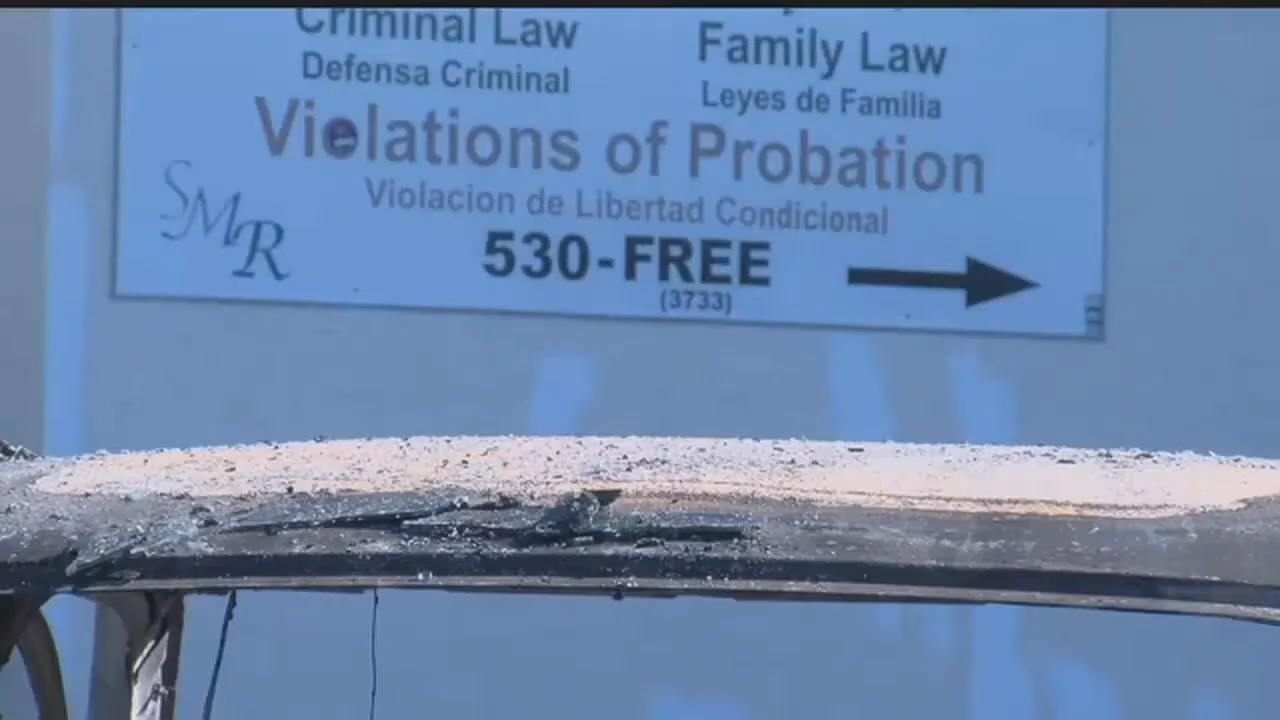 Criminal Law
Defensa Criminal
Family Law
Leyes de Familia
Violations of Probation
Violacion de Libertad Condicional
SMR
530-FREE
(3733)